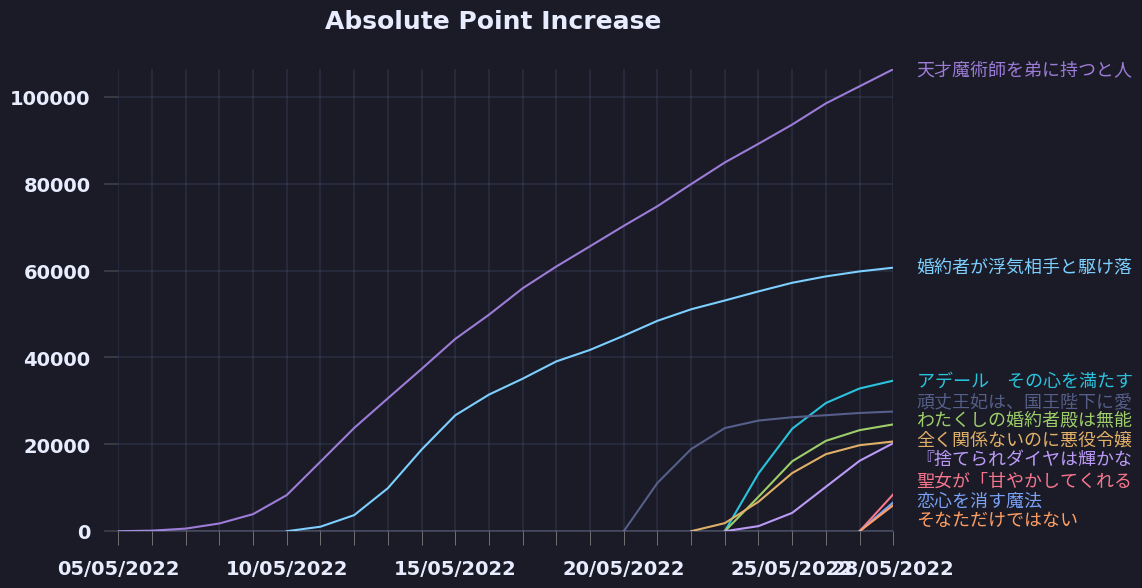 Absolute Point Increase
100000
80000
60000
40000
20000
0
05/05/2022
10/05/2022
15/05/2022
20/05/2022
25/05/2022
28/05/2022
天才魔術師を弟に持つと人
婚約者が浮気相手と駆け落
アデール　その心を満たす
頑丈王妃は、国王陛下に愛
わたくしの婚約者殿は無能
全く関係ないのに悪役令嬢
『捨てられダイヤは輝かな
聖女が「甘やかしてくれる
恋心を消す魔法
そなただけではない